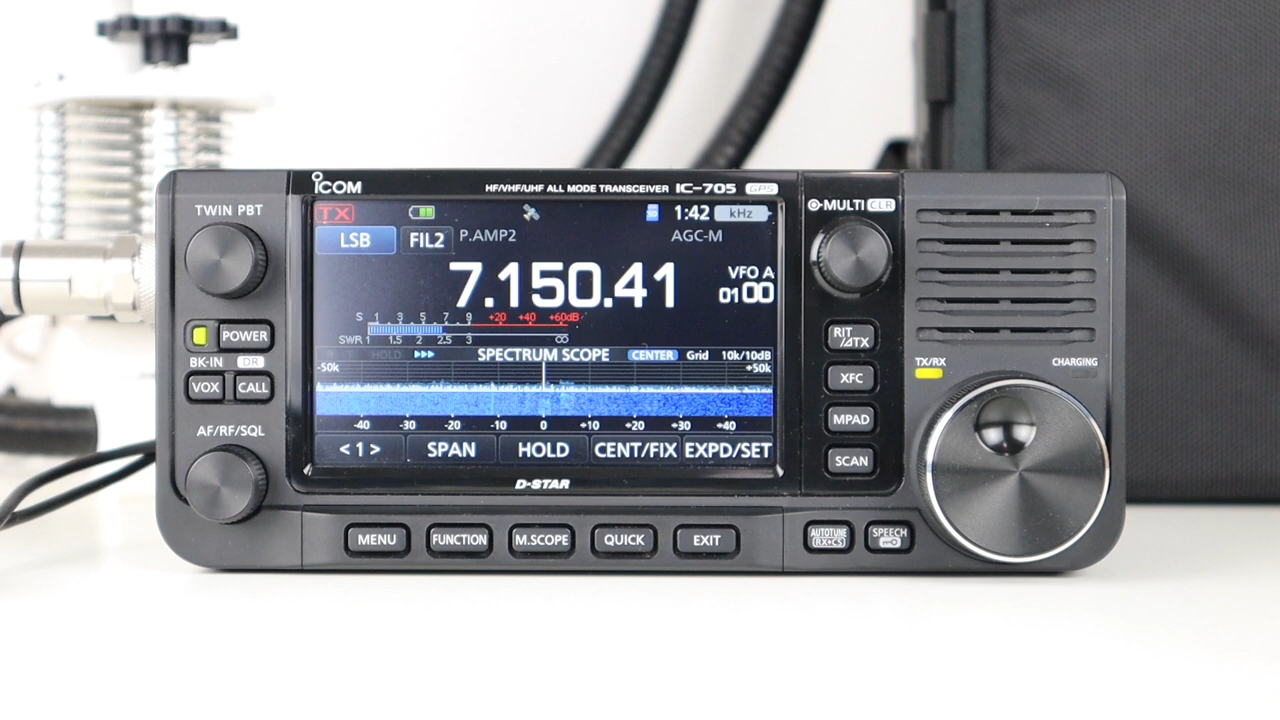 ICOM
HF/VHF/UHF ALL MODE TRANSCEIVER IC-705 GPS
TWIN PBT
MULTI CLR
TX
1:42 kHz
LSB FIL2 P.AMP2 AGC-M
7.150.41
VFO A
0100
S 1 3 5 7 9 +20 +40 +60dB
SWR 1 1.5 2 2.5 3 ∞
HOLD SPECTRUM SCOPE CENTER Grid 10k/10dB
-50k +50k
-40 -30 -20 -10 0 +10 +20 +30 +40
< 1 > SPAN HOLD CENT/FIX EXPD/SET
D-STAR
POWER
BK-IN DR
VOX CALL
AF/RF/SQL
RIT
/⊿TX
XFC
MPAD
SCAN
TX/RX CHARGING
MENU FUNCTION M.SCOPE QUICK EXIT
AUTOTUNE
RX→CS
SPEECH